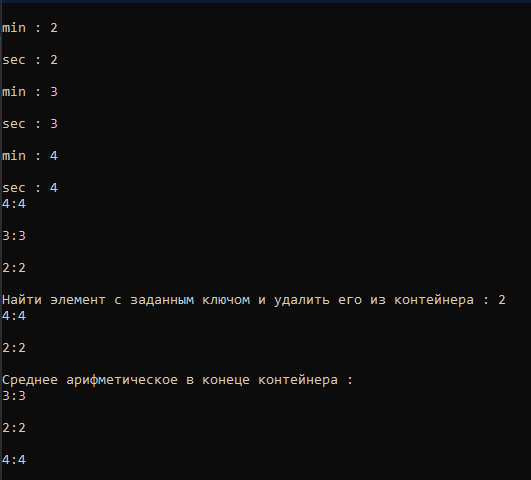 min : 2
sec : 2
min : 3
sec : 3
min : 4
sec : 4
4:4
3:3
2:2
Найти элемент с заданным ключом и удалить его из контейнера : 2
4:4
2:2
Среднее арифметическое в конеце контейнера :
3:3
2:2
4:4